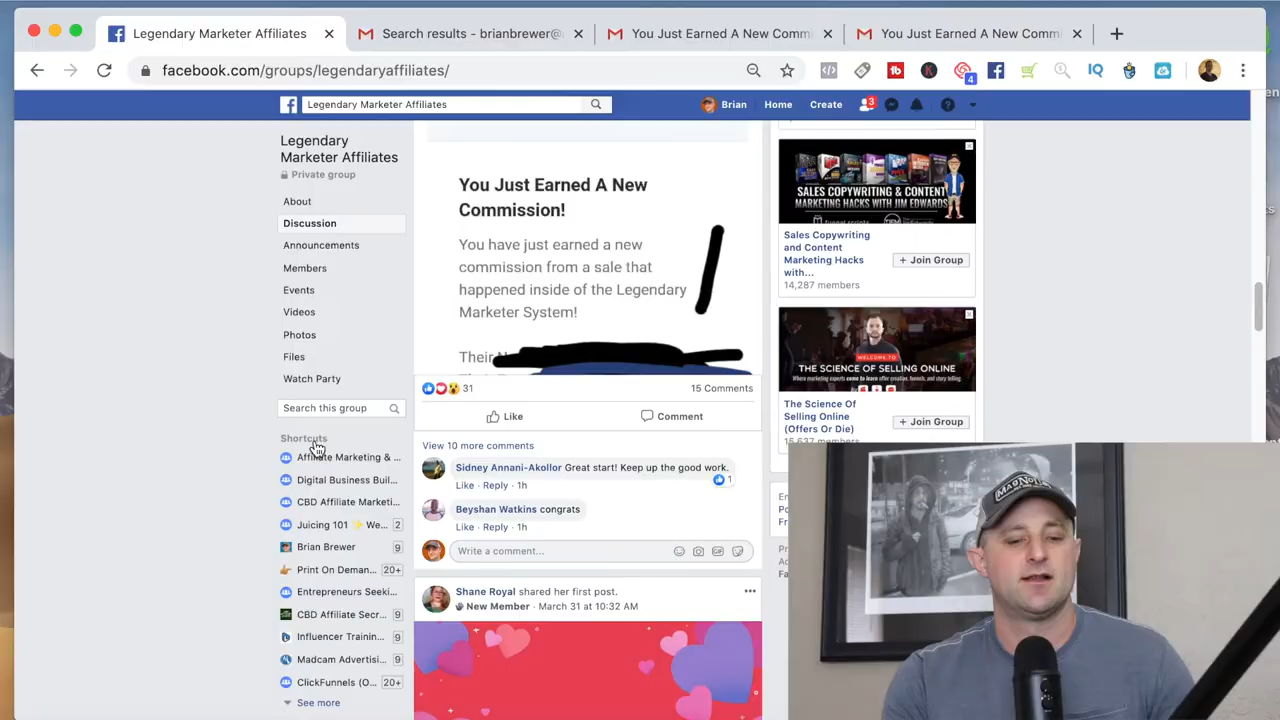 Legendary Marketer Affiliates
Search results - brianbrewer@
You Just Earned A New Comm
You Just Earned A New Comm
facebook.com/groups/legendaryaffiliates/
4
Legendary Marketer Affiliates
Brian
Home
Create
3
Legendary
Marketer Affiliates
Private group
About
Discussion
Announcements
Members
Events
Videos
Photos
Files
Watch Party
Search this group
Shortcuts
Affiliate Marketing & ...
Digital Business Buil...
CBD Affiliate Marketi...
Juicing 101 ✨ We... 2
Brian Brewer 9
Print On Deman... 20+
Entrepreneurs Seeki...
CBD Affiliate Secr... 9
Influencer Trainin... 9
Madcam Advertisi... 9
ClickFunnels (O... 20+
See more
You Just Earned A New
Commission!
You have just earned a new
commission from a sale that
happened inside of the Legendary
Marketer System!
Their
31
15 Comments
Like
Comment
View 10 more comments
Sidney Annani-Akollor Great start! Keep up the good work.
1
Like · Reply · 1h
Beyshan Watkins congrats
Like · Reply · 1h
Write a comment...
Shane Royal shared her first post.
New Member · March 31 at 10:32 AM
SALES COPYWRITING & CONTENT
MARKETING HACKS WITH JIM EDWARDS
Sales Copywriting
and Content
Marketing Hacks
with...
14,287 members
+ Join Group
WELCOME TO
THE SCIENCE OF SELLING ONLINE
The Science Of
Selling Online
(Offers Or Die)
15,637 members
+ Join Group